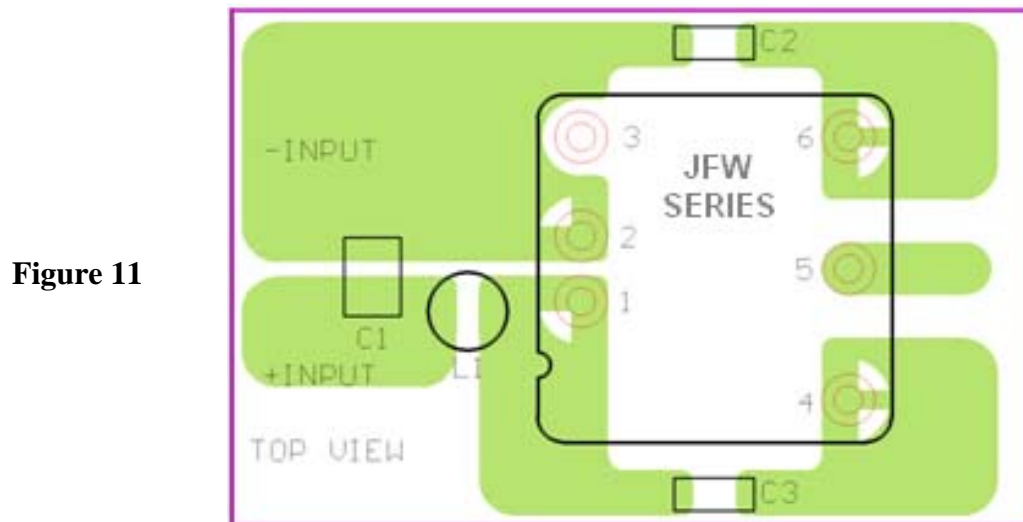 C2
-INPUT
3
6
JFW
SERIES
2
5
Figure 11
1
C1
L1
+INPUT
4
TOP VIEW
C3